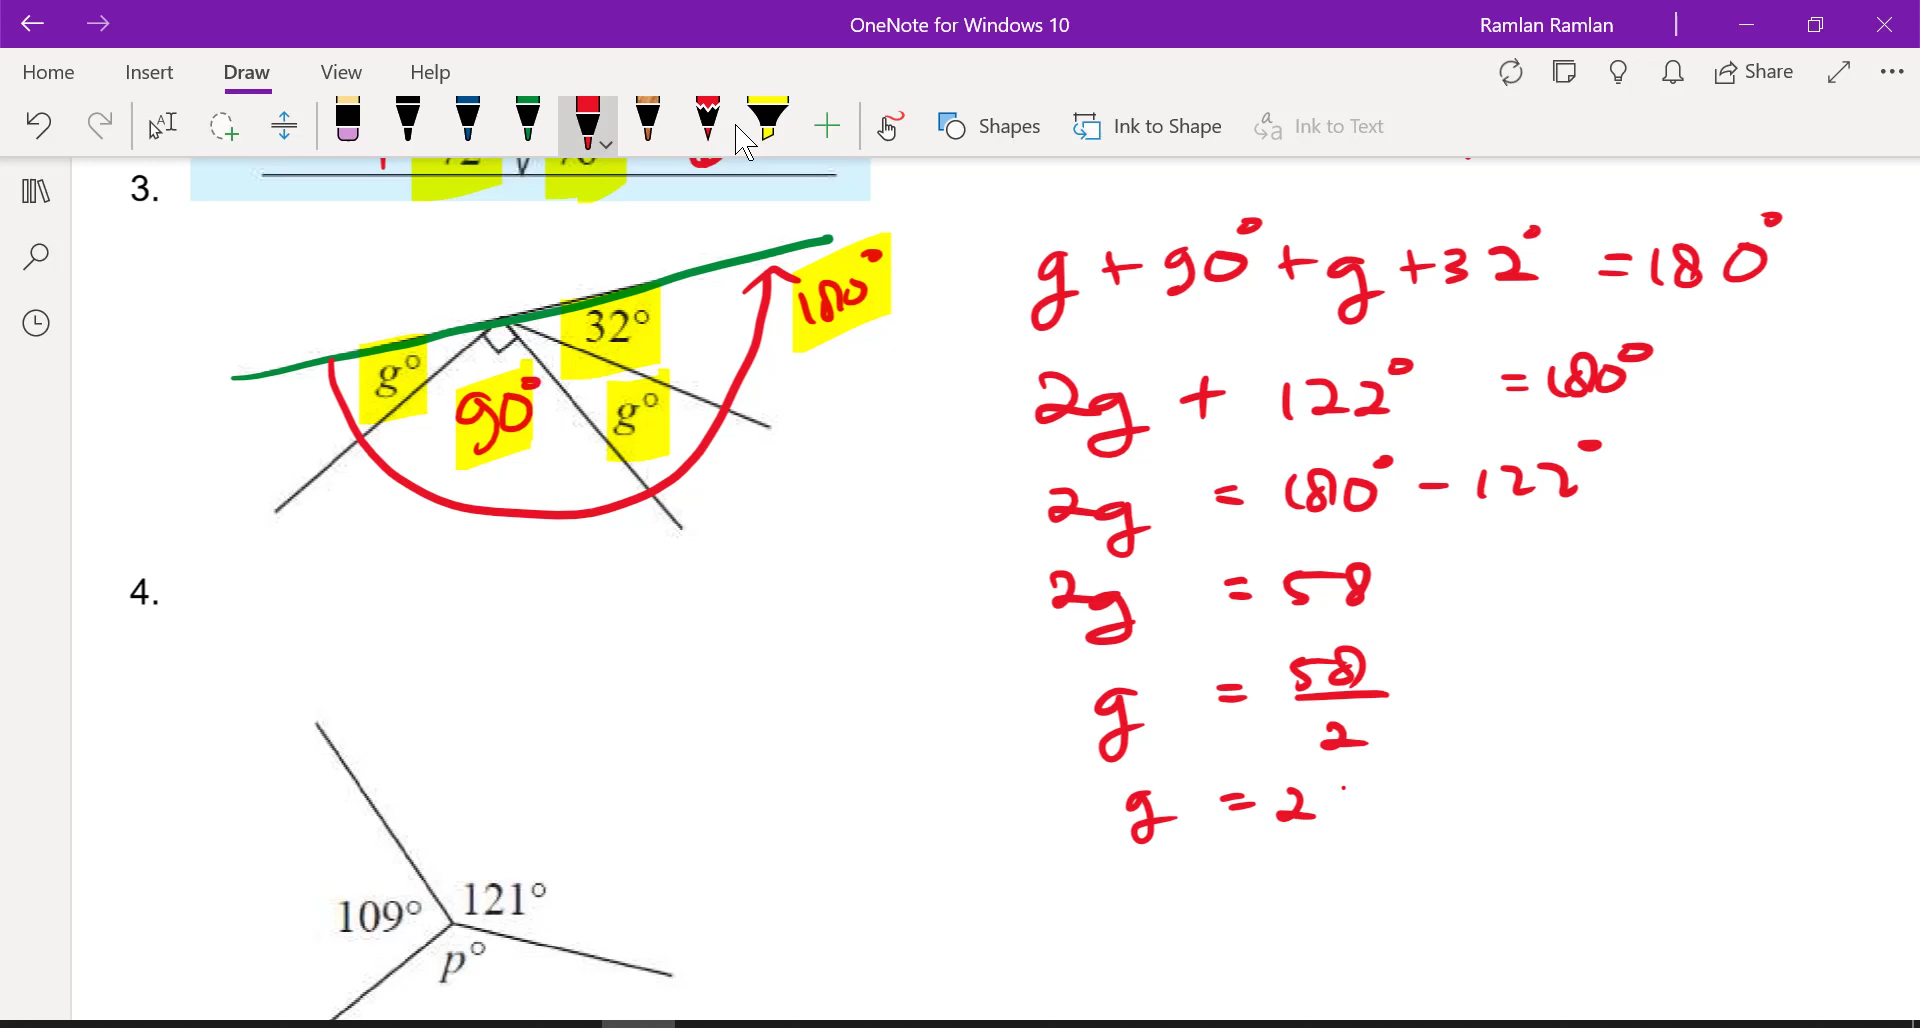 OneNote for Windows 10
Ramlan Ramlan
Home Insert Draw View Help
Share
Shapes
Ink to Shape
Ink to Text
3.
180°
32°
g°
90°
g°
g + 90° + g + 32° = 180°
2g + 122° = 180°
2g = 180° - 122°
2g = 58
g = 58
2
g = 2
4.
109°
121°
p°